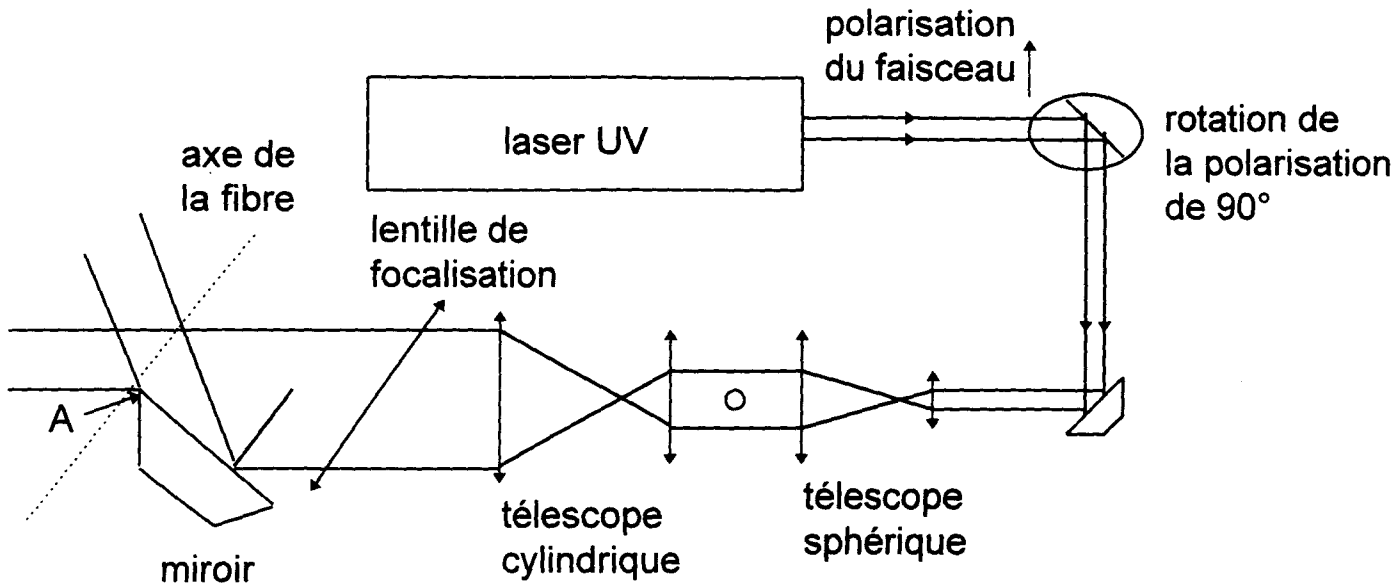 polarisation
du faisceau
laser UV
rotation de
la polarisation
de 90°
axe de
la fibre
lentille de
focalisation
A
télescope
cylindrique
télescope
sphérique
miroir